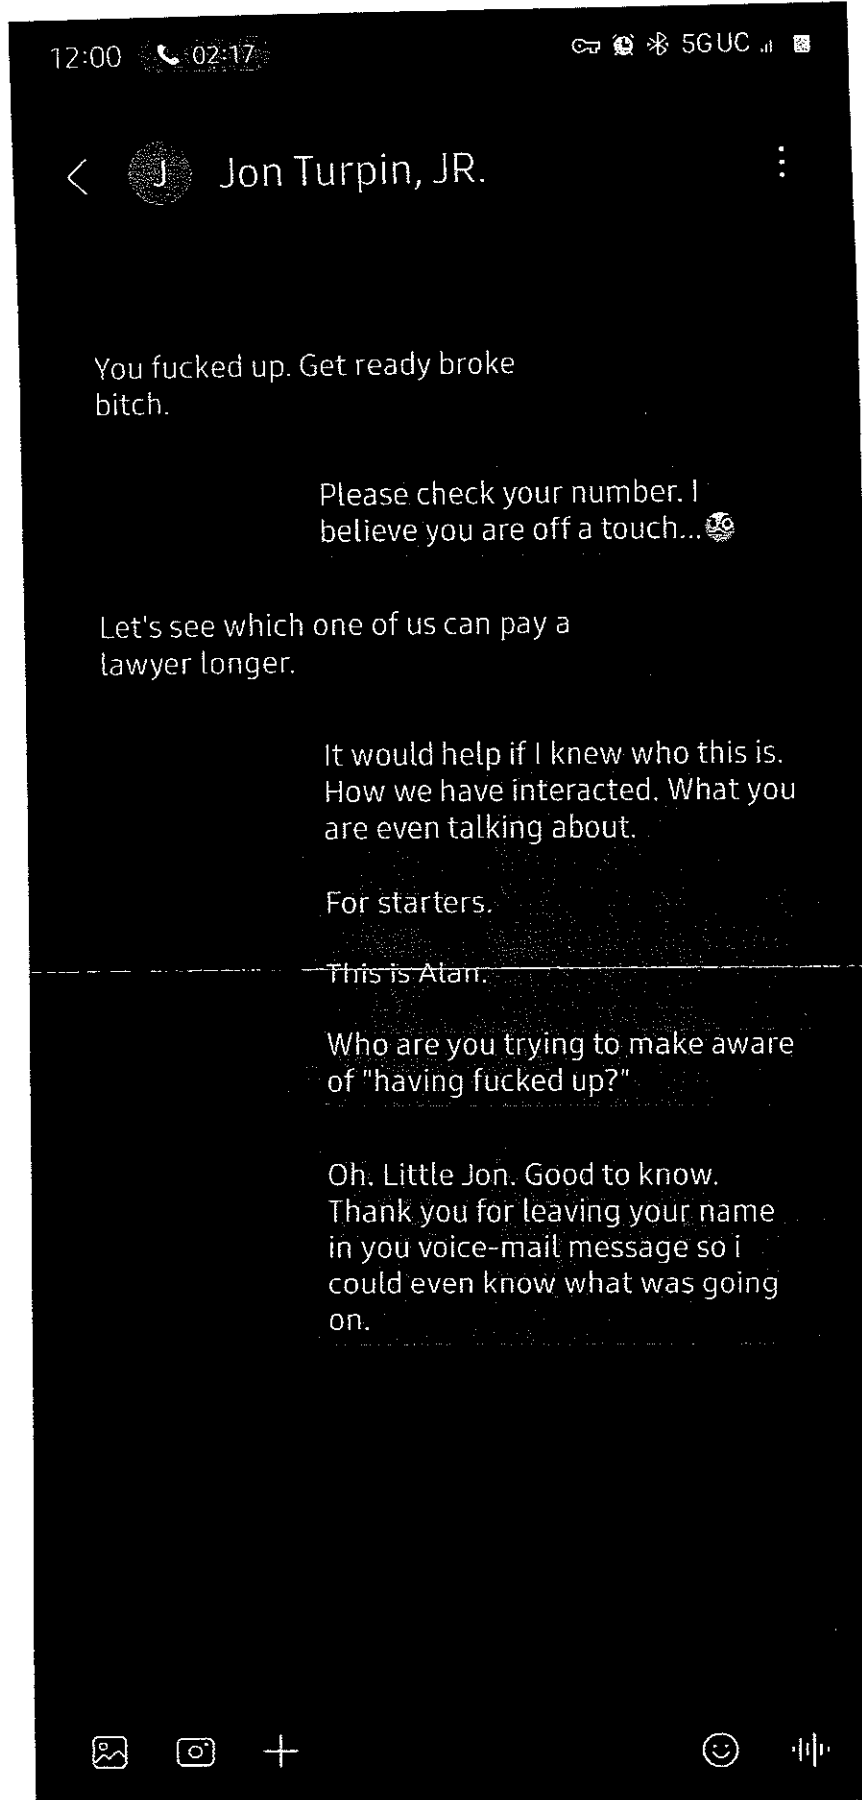 12:00 02:17 5G UC
J Jon Turpin, JR.
You fucked up. Get ready broke
bitch.
Please check your number. I
believe you are off a touch...
Let's see which one of us can pay a
lawyer longer.
It would help if I knew who this is.
How we have interacted. What you
are even talking about.
For starters.
This is Alan.
Who are you trying to make aware
of "having fucked up?"
Oh. Little Jon. Good to know.
Thank you for leaving your name
in you voice-mail message so i
could even know what was going
on.